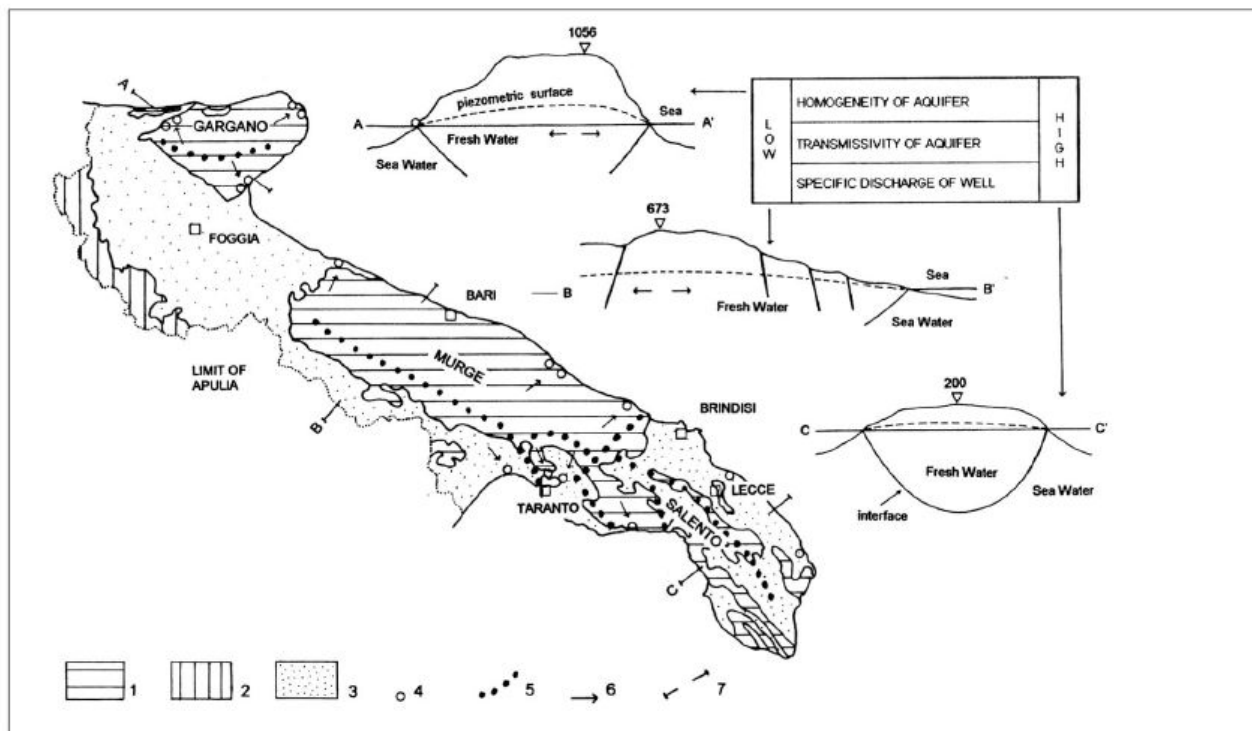 1056
A
piezometric surface
A
Sea
A'
Fresh Water
Sea Water
LOW
HOMOGENEITY OF AQUIFER
TRANSMISSIVITY OF AQUIFER
SPECIFIC DISCHARGE OF WELL
HIGH
GARGANO
FOGGIA
673
Sea
B
B'
Fresh Water
Sea Water
BARI
MURGE
LIMIT OF
APULIA
B
BRINDISI
200
C
C'
Fresh Water
Sea Water
interface
LECCE
TARANTO
SALENTO
C
1
2
3
4
5
6
7